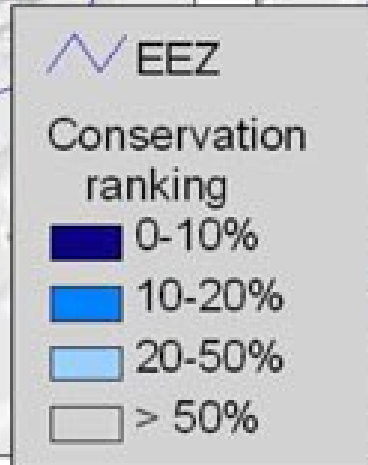 EEZ
Conservation
ranking
0-10%
10-20%
20-50%
> 50%